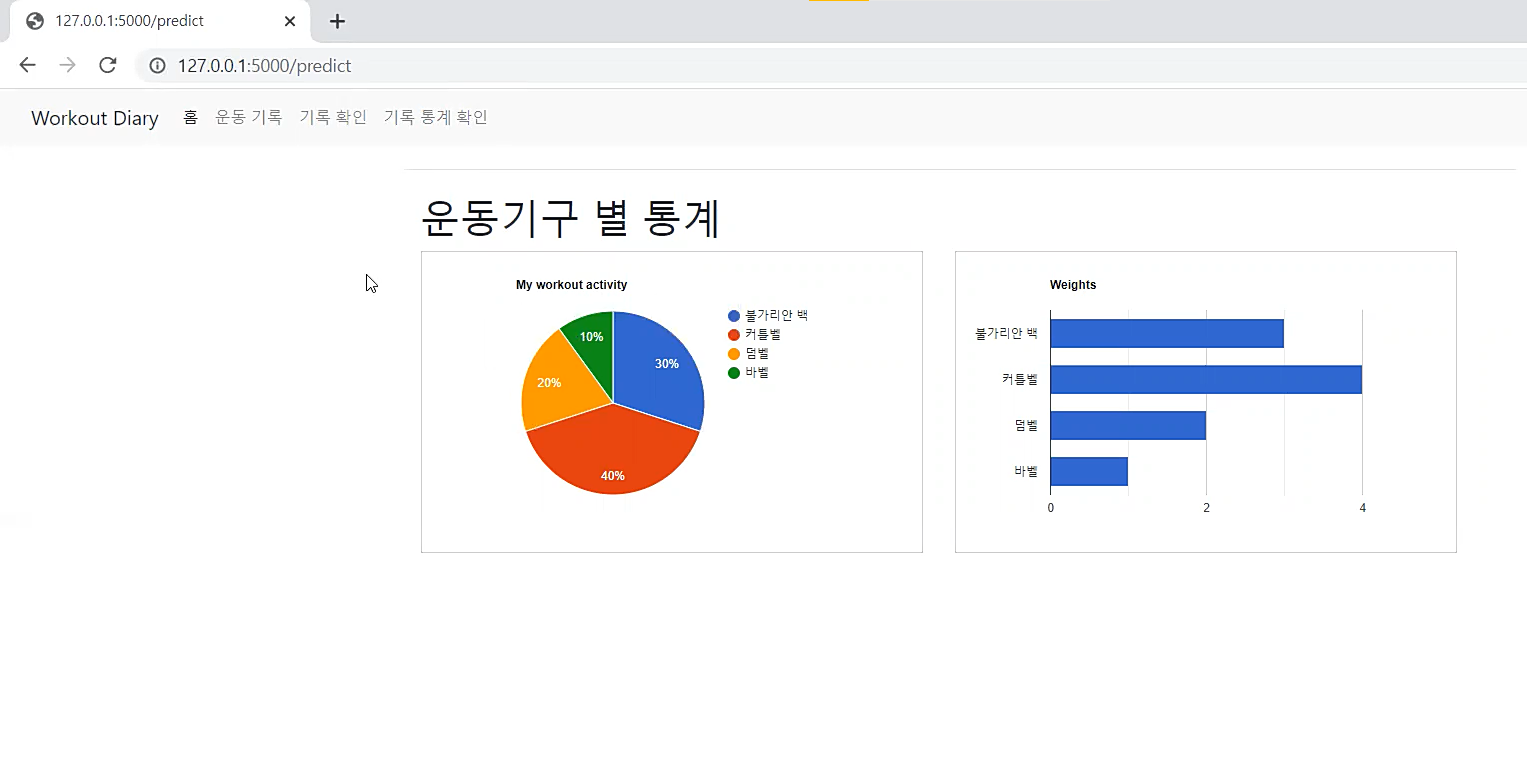 127.0.0.1:5000/predict
127.0.0.1:5000/predict
Workout Diary 홈 운동 기록 기록 확인 기록 통계 확인
운동기구 별 통계
My workout activity
불가리안 백
커틀벨
덤벨
바벨
10%
30%
20%
40%
Weights
불가리안 백
커틀벨
덤벨
바벨
0 2 4